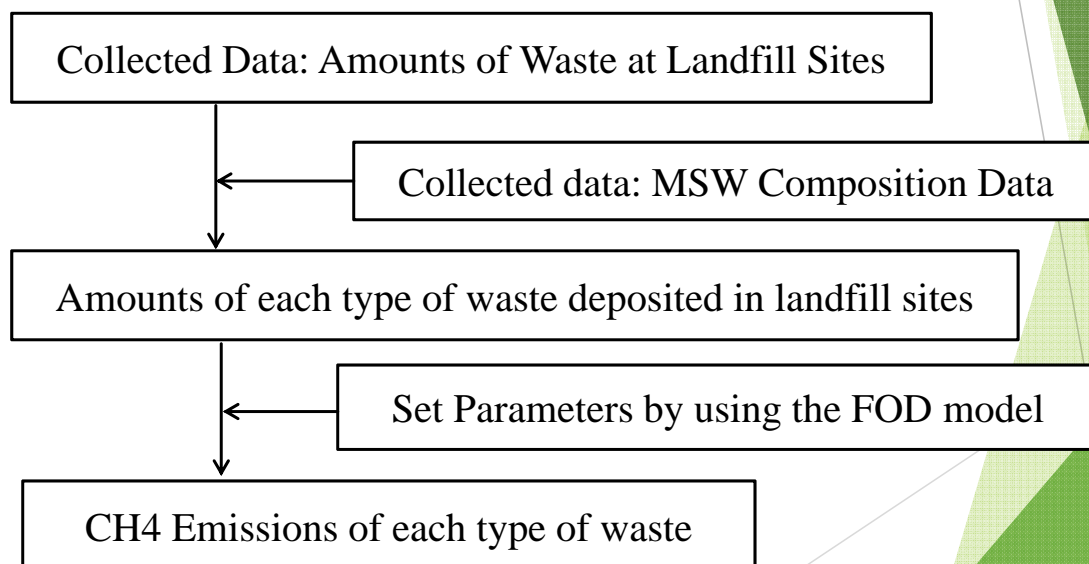 Collected Data: Amounts of Waste at Landfill Sites
Collected data: MSW Composition Data
Amounts of each type of waste deposited in landfill sites
Set Parameters by using the FOD model
CH4 Emissions of each type of waste